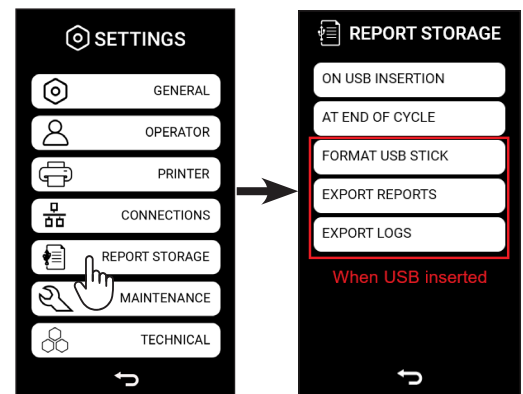 SETTINGS
GENERAL
OPERATOR
PRINTER
CONNECTIONS
REPORT STORAGE
MAINTENANCE
TECHNICAL
REPORT STORAGE
ON USB INSERTION
AT END OF CYCLE
FORMAT USB STICK
EXPORT REPORTS
EXPORT LOGS
When USB inserted